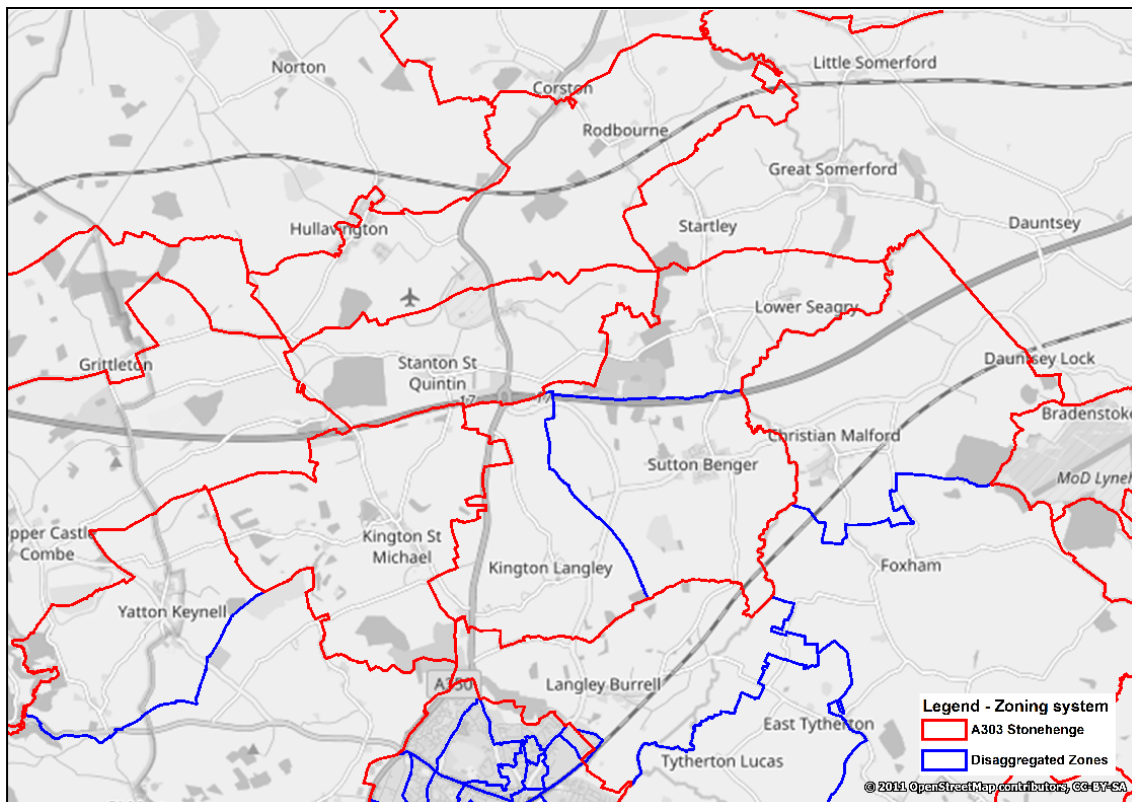 Norton
Little Somerford
Corston
Rodbourne
Great Somerford
Hullavington
Startley
Dauntsey
Lower Seagry
Grittleton
Stanton St
Quintin
Dauntsey Lock
17
17
Bradenstoke
Christian Malford
Sutton Benger
MoD Lyneh
pper Castle
Combe
Kington St
Michael
Kington Langley
Foxham
Yatton Keynell
A350
Langley Burrell
East Tytherton
Tytherton Lucas
Legend - Zoning system
A303 Stonehenge
Disaggregated Zones
© 2011 OpenStreetMap contributors, CC-BY-SA